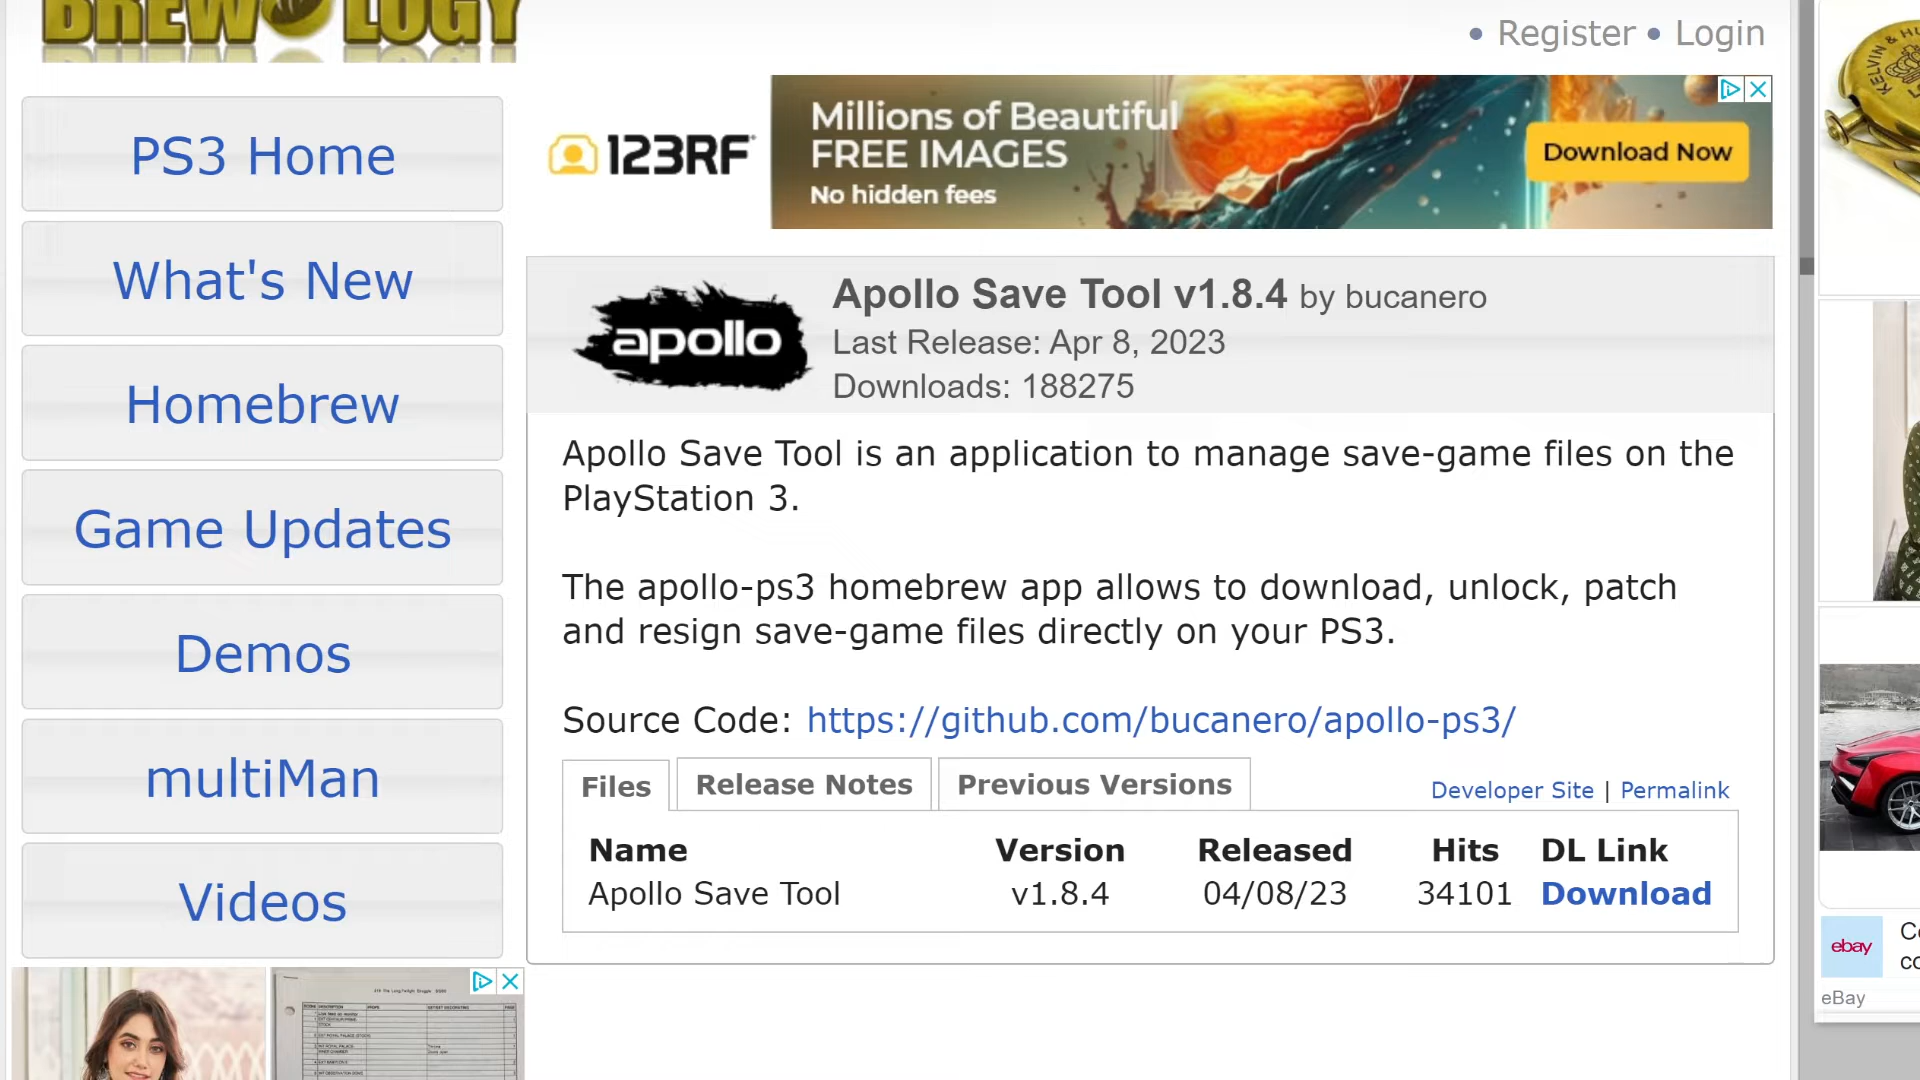 BREWOLOGY
• Register • Login
PS3 Home
What's New
Homebrew
Game Updates
Demos
multiMan
Videos
123RF
Millions of Beautiful
FREE IMAGES
No hidden fees
Download Now
KELVIN & HU
apollo
Apollo Save Tool v1.8.4 by bucanero
Last Release: Apr 8, 2023
Downloads: 188275
Apollo Save Tool is an application to manage save-game files on the
PlayStation 3.
The apollo-ps3 homebrew app allows to download, unlock, patch
and resign save-game files directly on your PS3.
Source Code: https://github.com/bucanero/apollo-ps3/
Files Release Notes Previous Versions
Developer Site | Permalink
Name Version Released Hits DL Link
Apollo Save Tool v1.8.4 04/08/23 34101 Download
ebay
eBay